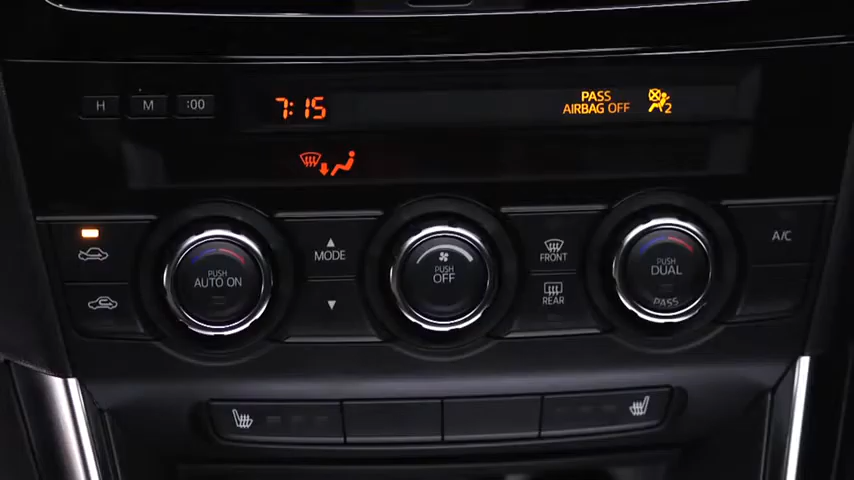 H M :00
7:15
PASS
AIRBAG OFF
2
PUSH
AUTO ON
MODE
PUSH
OFF
FRONT
REAR
PUSH
DUAL
PASS
A/C